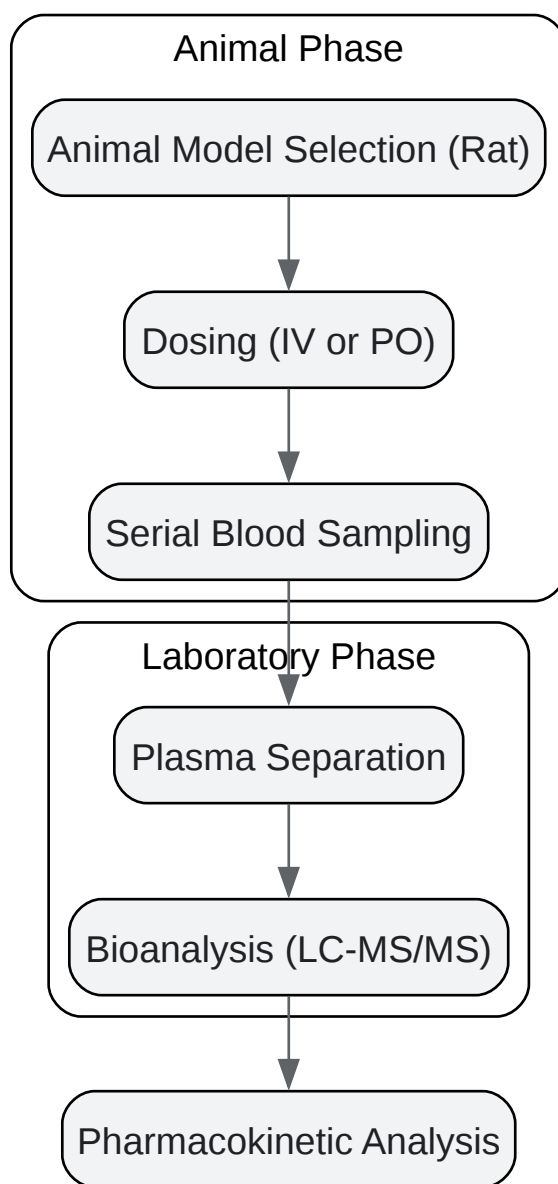 Animal Phase
Animal Model Selection (Rat)
Dosing (IV or PO)
Serial Blood Sampling
Laboratory Phase
Plasma Separation
Bioanalysis (LC-MS/MS)
Pharmacokinetic Analysis